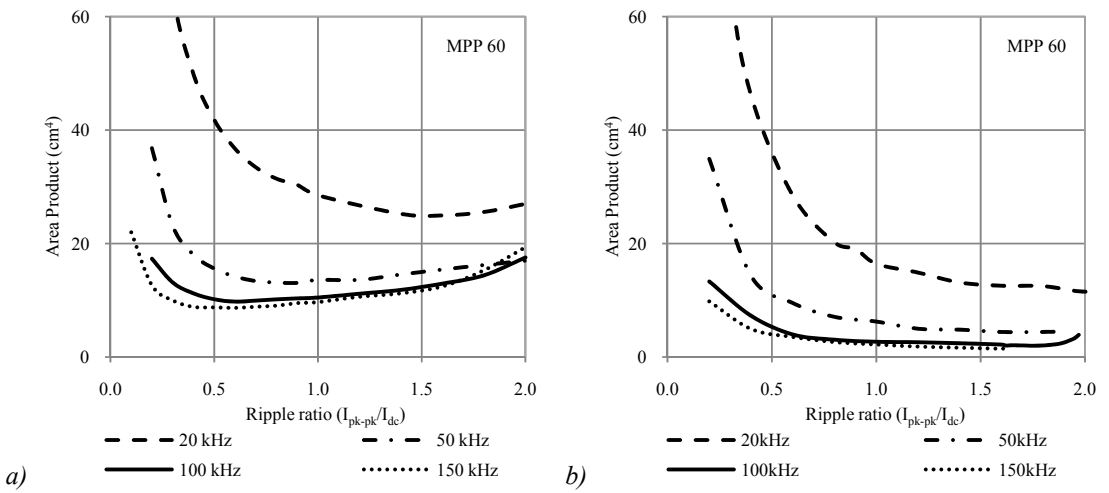 60
40
20
0
0.0 0.5 1.0 1.5 2.0
Area Product (cm⁴)
MPP 60
Ripple ratio (Ipk-pk/Idc)
20 kHz
50 kHz
100 kHz
150 kHz
a)
60
40
20
0
0.0 0.5 1.0 1.5 2.0
Area Product (cm⁴)
MPP 60
Ripple ratio (Ipk-pk/Idc)
20kHz
50kHz
100kHz
150kHz
b)